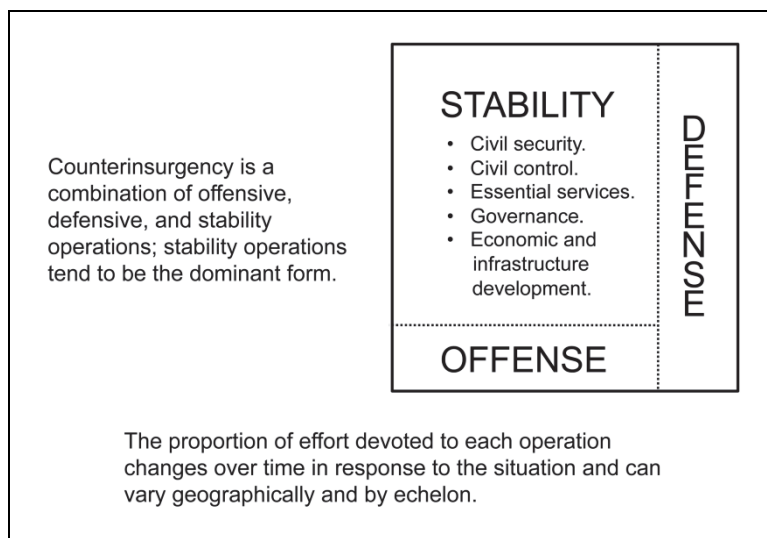 Counterinsurgency is a
combination of offensive,
defensive, and stability
operations; stability operations
tend to be the dominant form.
STABILITY
• Civil security.
• Civil control.
• Essential services.
• Governance.
• Economic and
infrastructure
development.
DEFENSE
OFFENSE
The proportion of effort devoted to each operation
changes over time in response to the situation and can
vary geographically and by echelon.